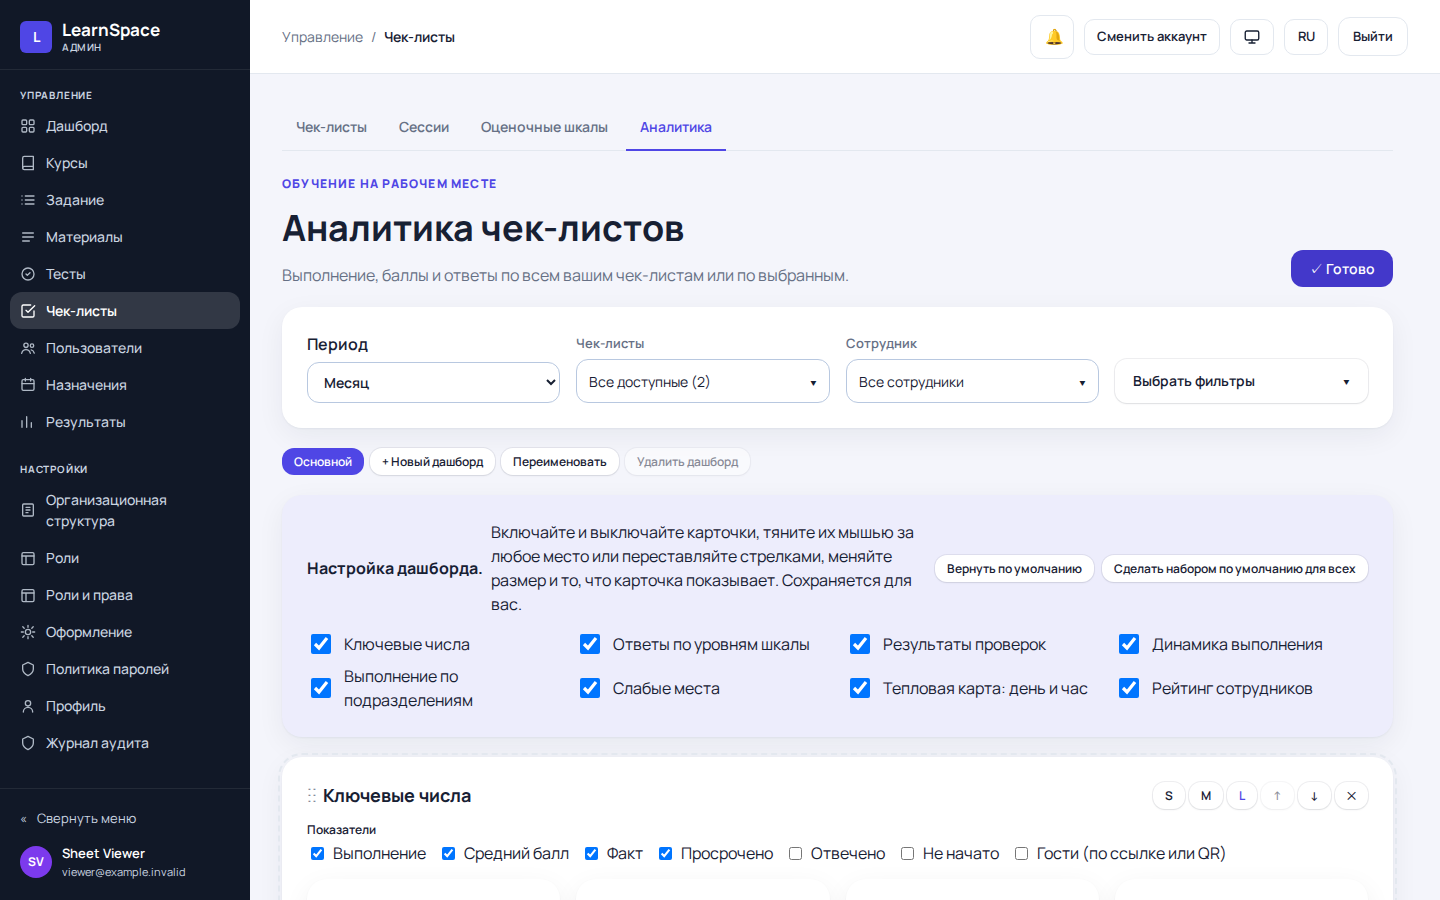 L
LearnSpace
АДМИН
УПРАВЛЕНИЕ
Дашборд
Курсы
Задание
Материалы
Тесты
Чек-листы
Пользователи
Назначения
Результаты
НАСТРОЙКИ
Организационная
структура
Роли
Роли и права
Оформление
Политика паролей
Профиль
Журнал аудита
« Свернуть меню
SV
Sheet Viewer
viewer@example.invalid
Управление / Чек-листы
Сменить аккаунт
RU
Выйти
Чек-листы Сессии Оценочные шкалы Аналитика
ОБУЧЕНИЕ НА РАБОЧЕМ МЕСТЕ
Аналитика чек-листов
Выполнение, баллы и ответы по всем вашим чек-листам или по выбранным.
✓ Готово
Период
Месяц
Чек-листы
Все доступные (2)
Сотрудник
Все сотрудники
Выбрать фильтры
Основной + Новый дашборд Переименовать Удалить дашборд
Настройка дашборда.
Включайте и выключайте карточки, тяните их мышью за
любое место или переставляйте стрелками, меняйте
размер и то, что карточка показывает. Сохраняется для
вас.
Вернуть по умолчанию Сделать набором по умолчанию для всех
Ключевые числа Ответы по уровням шкалы Результаты проверок Динамика выполнения
Выполнение по
подразделениям
Слабые места Тепловая карта: день и час Рейтинг сотрудников
Ключевые числа
S M L ↑ ↓ ×
Показатели
Выполнение Средний балл Факт Просрочено Отвечено Не начато Гости (по ссылке или QR)